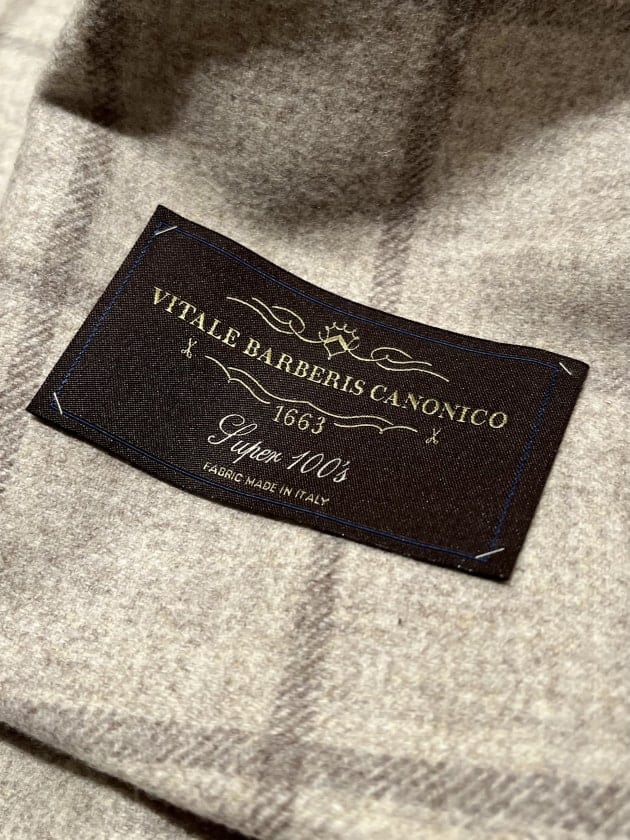 VITALE BARBERIS CANONICO
1663
Super 100's
FABRIC MADE IN ITALY